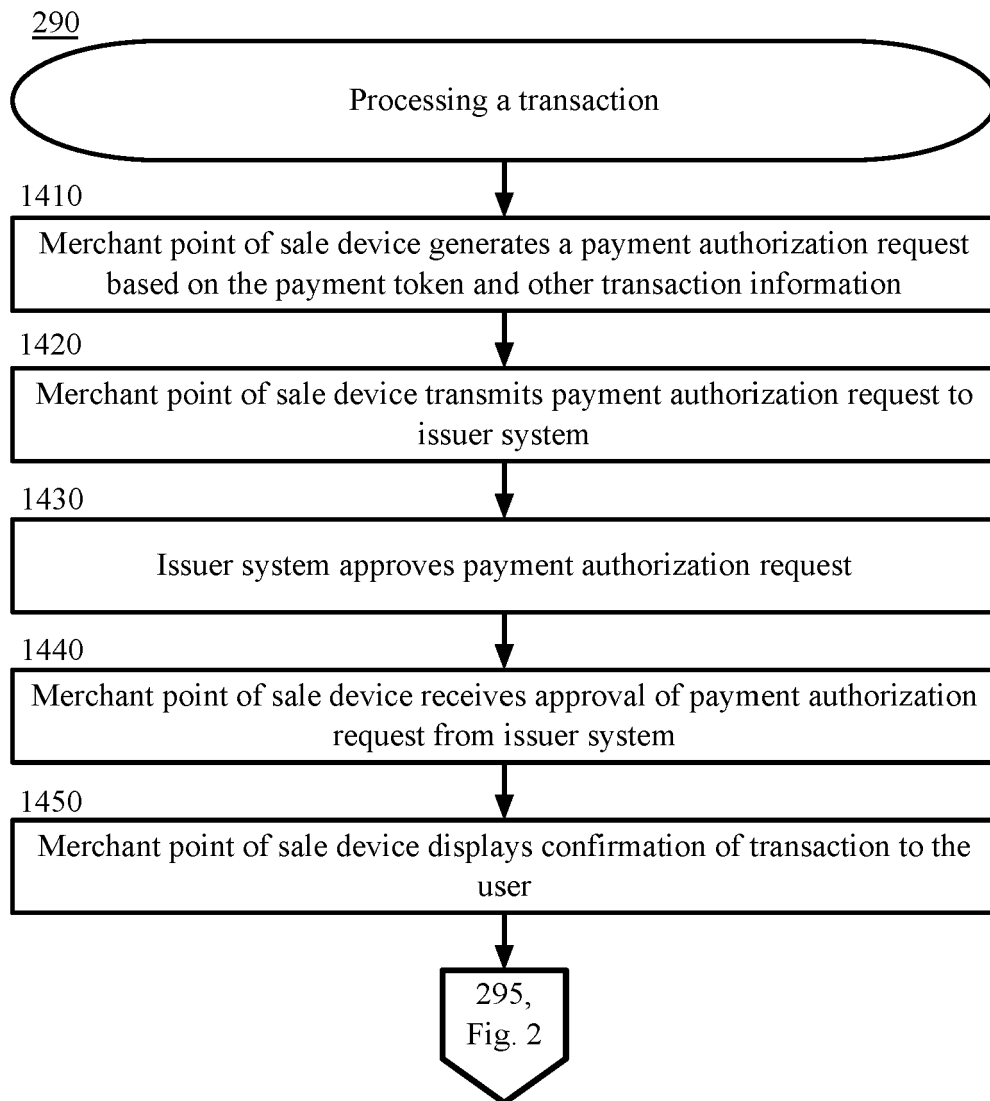 290
Processing a transaction
1410
Merchant point of sale device generates a payment authorization request
based on the payment token and other transaction information
1420
Merchant point of sale device transmits payment authorization request to
issuer system
1430
Issuer system approves payment authorization request
1440
Merchant point of sale device receives approval of payment authorization
request from issuer system
1450
Merchant point of sale device displays confirmation of transaction to the
user
295,
Fig. 2